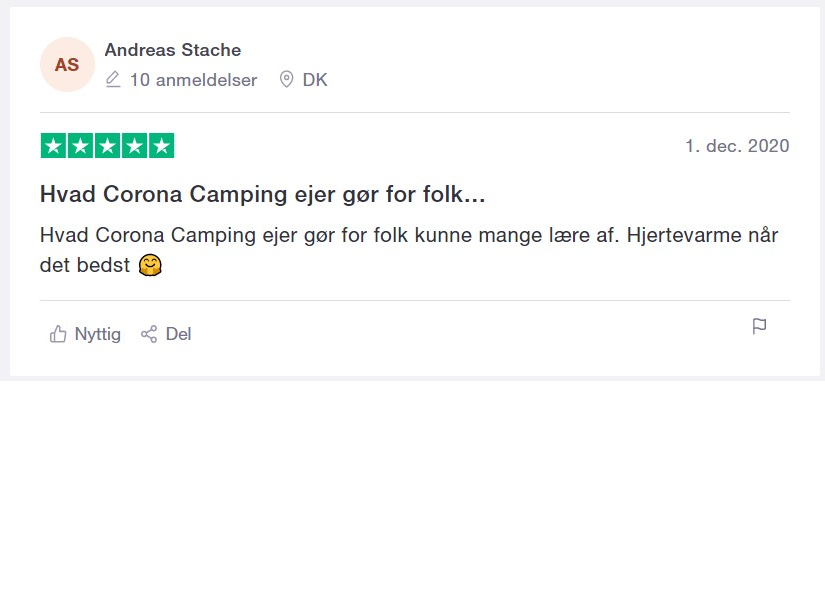 AS
Andreas Stache
10 anmeldelser DK
1. dec. 2020
Hvad Corona Camping ejer gør for folk...
Hvad Corona Camping ejer gør for folk kunne mange lære af. Hjertevarme når
det bedst 🤗
Nyttig Del